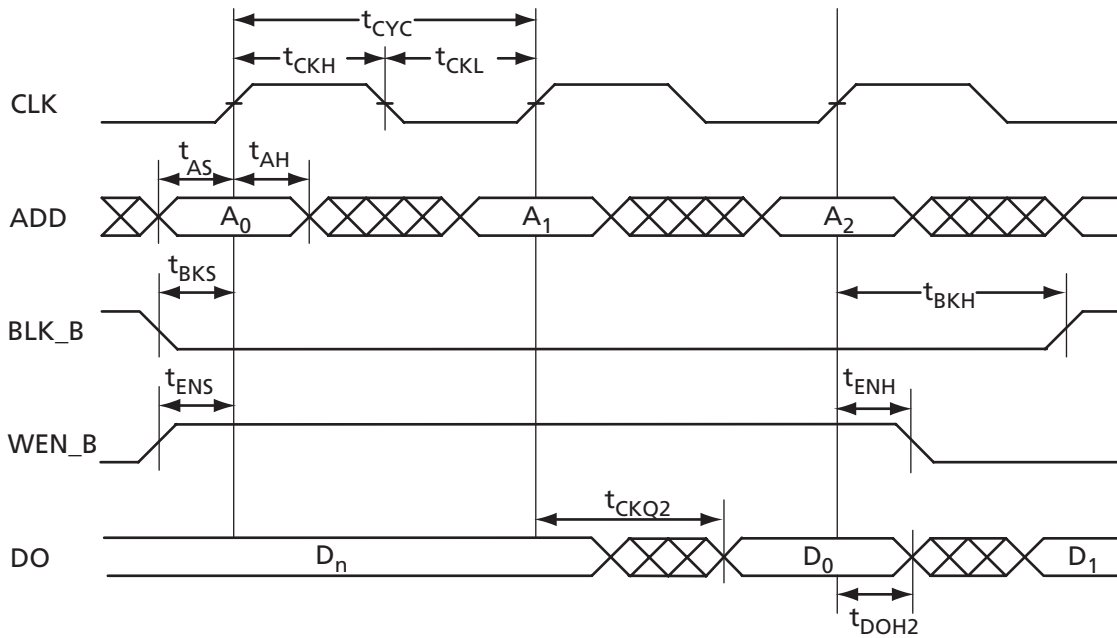 tCYC
tCKH tCKL
CLK
tAS tAH
ADD A0 A1 A2
tBKS tBKH
BLK_B
tENS tENH
WEN_B
tCKQ2
DO Dn D0 D1
tDOH2